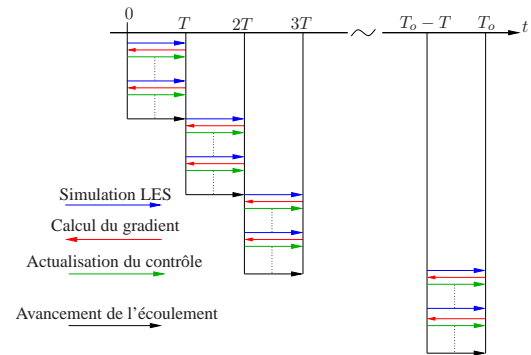 0 T 2T 3T T_o − T T_o
t
Simulation LES
Calcul du gradient
Actualisation du contrôle
Avancement de l'écoulement